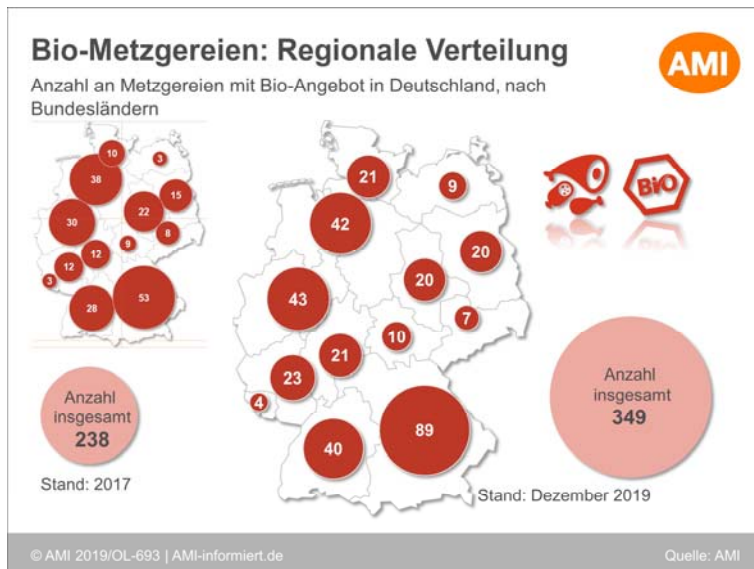 Bio-Metzgereien: Regionale Verteilung
AMI
Anzahl an Metzgereien mit Bio-Angebot in Deutschland, nach
Bundesländern
10
3
38
15
22
30
8
9
12
12
3
53
28
Anzahl
insgesamt
238
Stand: 2017
21
9
42
20
20
43
7
10
21
23
4
89
40
BIO
Anzahl
insgesamt
349
Stand: Dezember 2019
© AMI 2019/OL-693 | AMI-informiert.de
Quelle: AMI